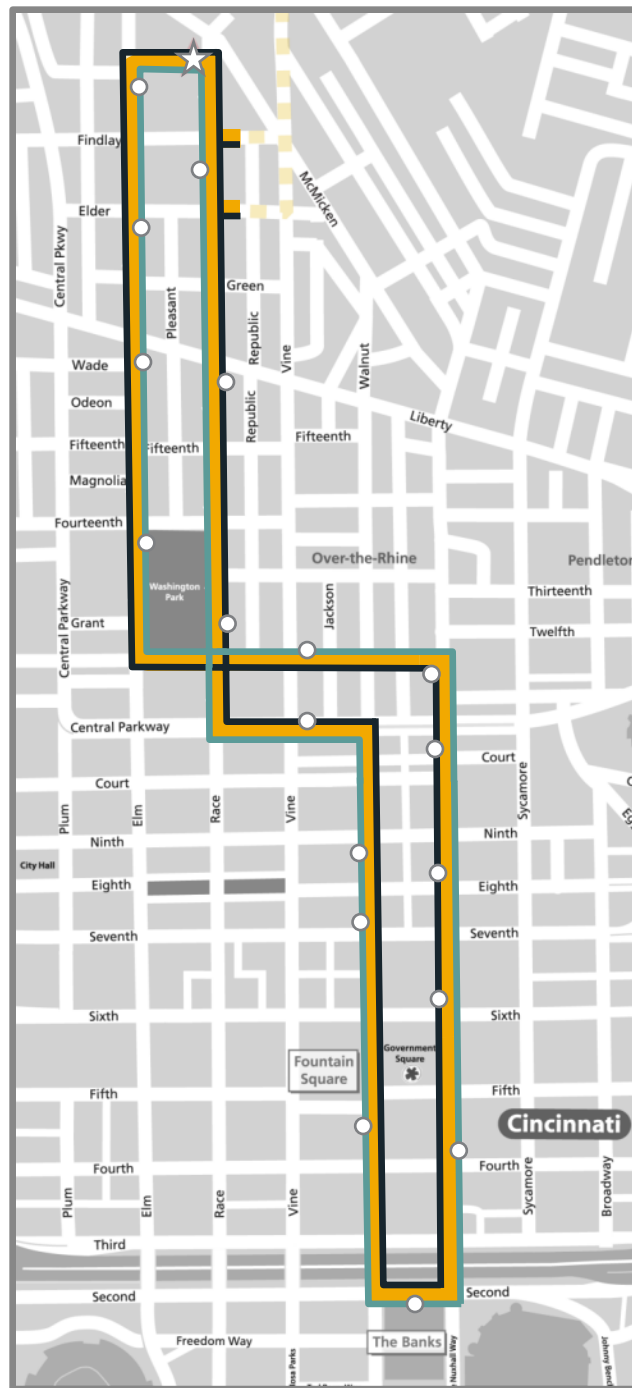 Findlay
McMicken
Elder
Central Pkwy
Green
Pleasant
Republic
Vine
Walnut
Wade
Republic
Odeon
Liberty
Fifteenth
Fifteenth
Fifteenth
Magnolia
Fourteenth
Over-the-Rhine
Pendleton
Washington
Park
Jackson
Thirteenth
Central Parkway
Grant
Twelfth
Central Parkway
Court
Court
Sycamore
Plum
Elm
Race
Vine
Ninth
Ninth
City Hall
Eighth
Eighth
Seventh
Seventh
Sixth
Sixth
Government
Square
Fountain
Square
Fifth
Fifth
Cincinnati
Fourth
Fourth
Plum
Elm
Race
Vine
Sycamore
Broadway
Third
Second
Second
Freedom Way
The Banks
Nuxhall Way